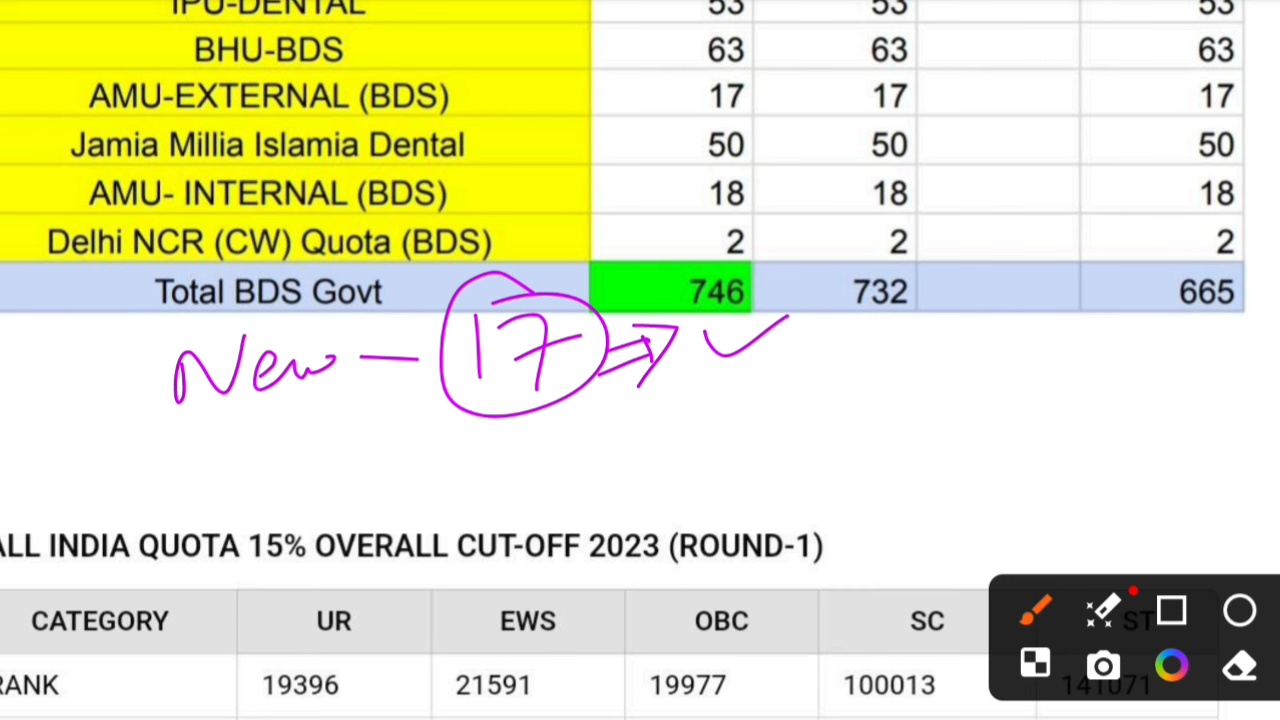 IPU-DENTAL 53 53 53
BHU-BDS 63 63 63
AMU-EXTERNAL (BDS) 17 17 17
Jamia Millia Islamia Dental 50 50 50
AMU- INTERNAL (BDS) 18 18 18
Delhi NCR (CW) Quota (BDS) 2 2 2
Total BDS Govt 746 732 665
New - 17
ALL INDIA QUOTA 15% OVERALL CUT-OFF 2023 (ROUND-1)
CATEGORY UR EWS OBC SC ST
RANK 19396 21591 19977 100013 141071